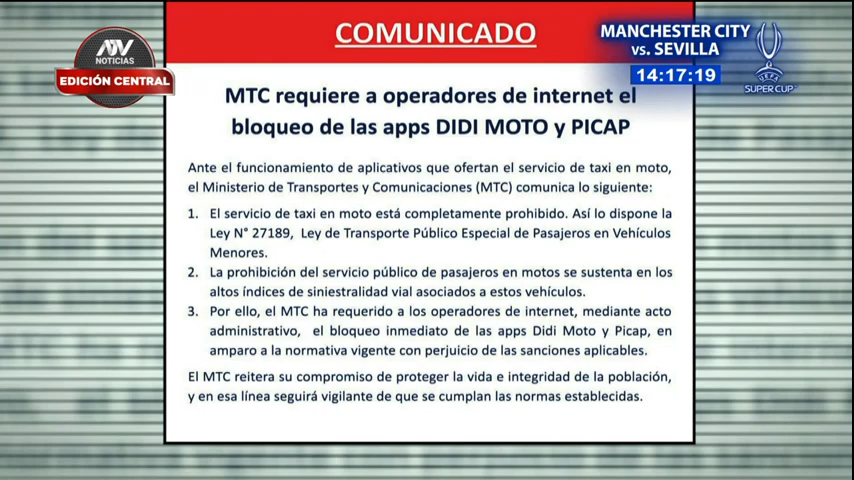 COMUNICADO
MTC requiere a operadores de internet el
bloqueo de las apps DIDI MOTO y PICAP
Ante el funcionamiento de aplicativos que ofertan el servicio de taxi en moto,
el Ministerio de Transportes y Comunicaciones (MTC) comunica lo siguiente:
1. El servicio de taxi en moto está completamente prohibido. Así lo dispone la
Ley N° 27189, Ley de Transporte Público Especial de Pasajeros en Vehículos
Menores.
2. La prohibición del servicio público de pasajeros en motos se sustenta en los
altos índices de siniestralidad vial asociados a estos vehículos.
3. Por ello, el MTC ha requerido a los operadores de internet, mediante acto
administrativo, el bloqueo inmediato de las apps Didi Moto y Picap, en
amparo a la normativa vigente con perjuicio de las sanciones aplicables.
El MTC reitera su compromiso de proteger la vida e integridad de la población,
y en esa línea seguirá vigilante de que se cumplan las normas establecidas.
NOTICIAS
EDICIÓN CENTRAL
MANCHESTER CITY
vs. SEVILLA
14:17:19
UEFA
SUPER CUP